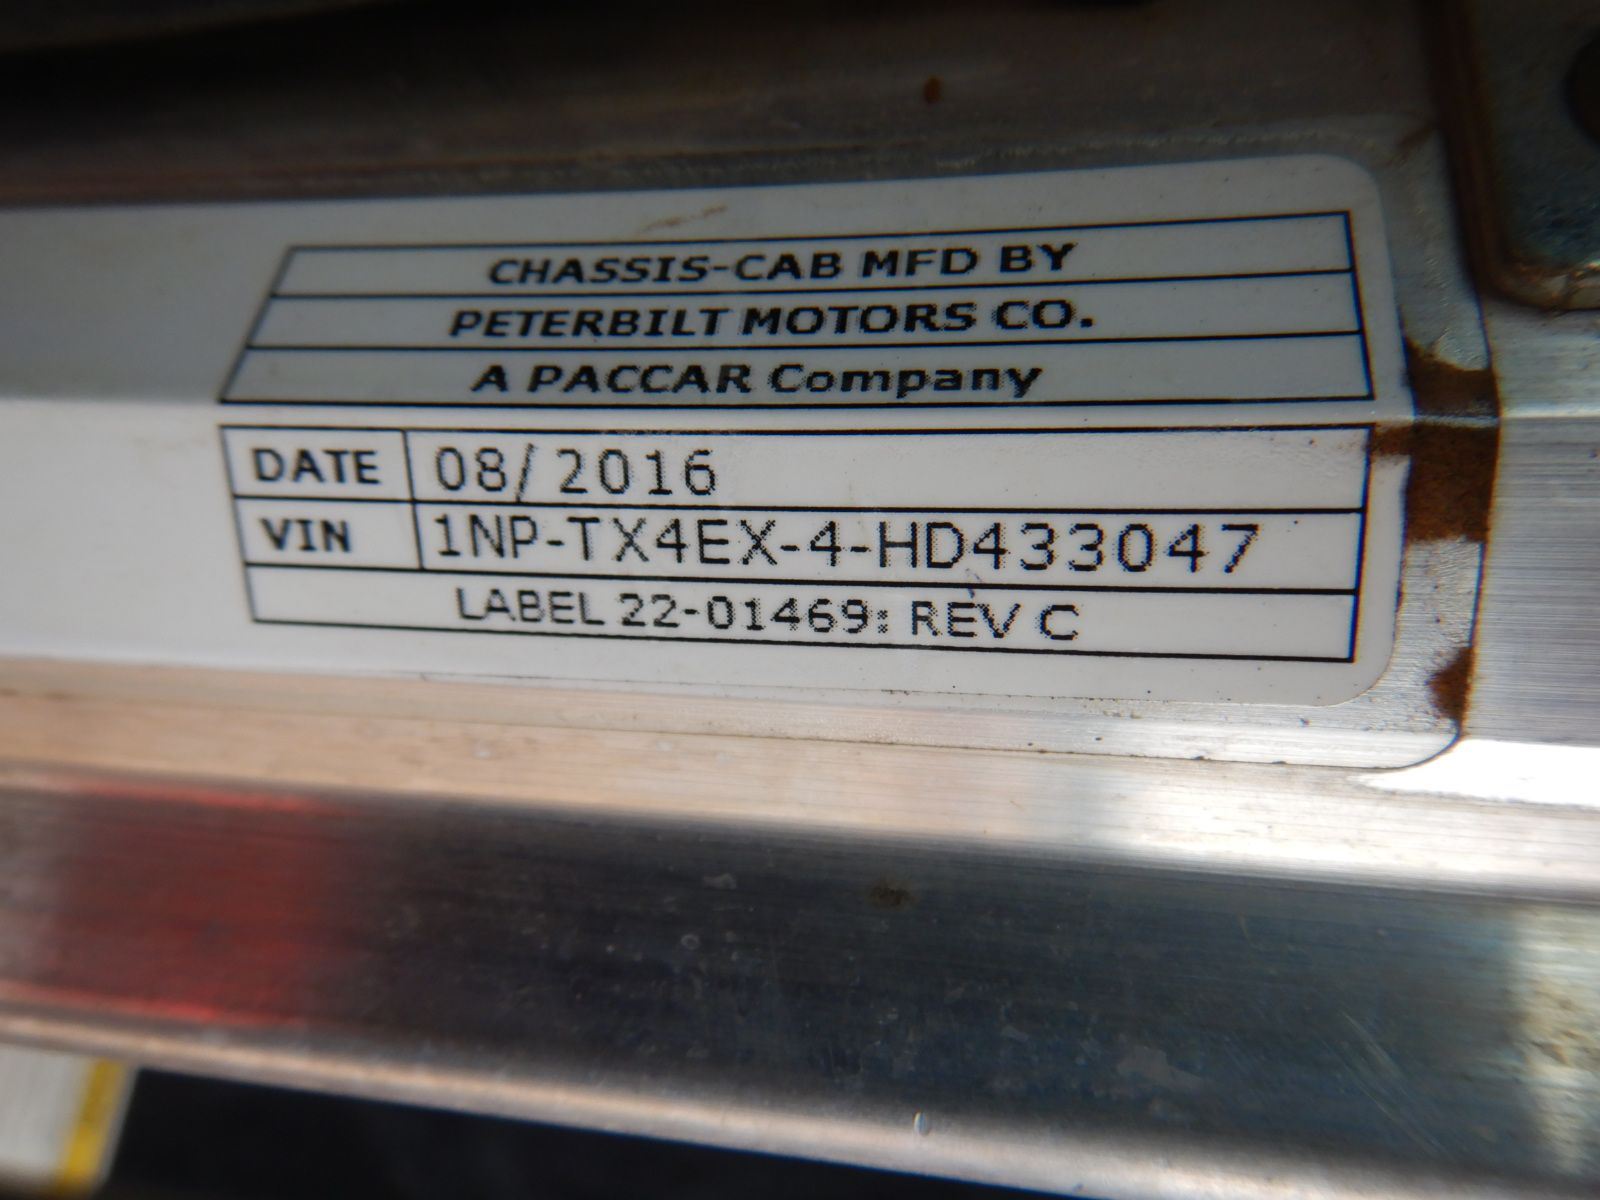 CHASSIS-CAB MFD BY
PETERBILT MOTORS CO.
A PACCAR Company
DATE 08/2016
VIN 1NP-TX4EX-4-HD433047
LABEL 22-01469: REV C